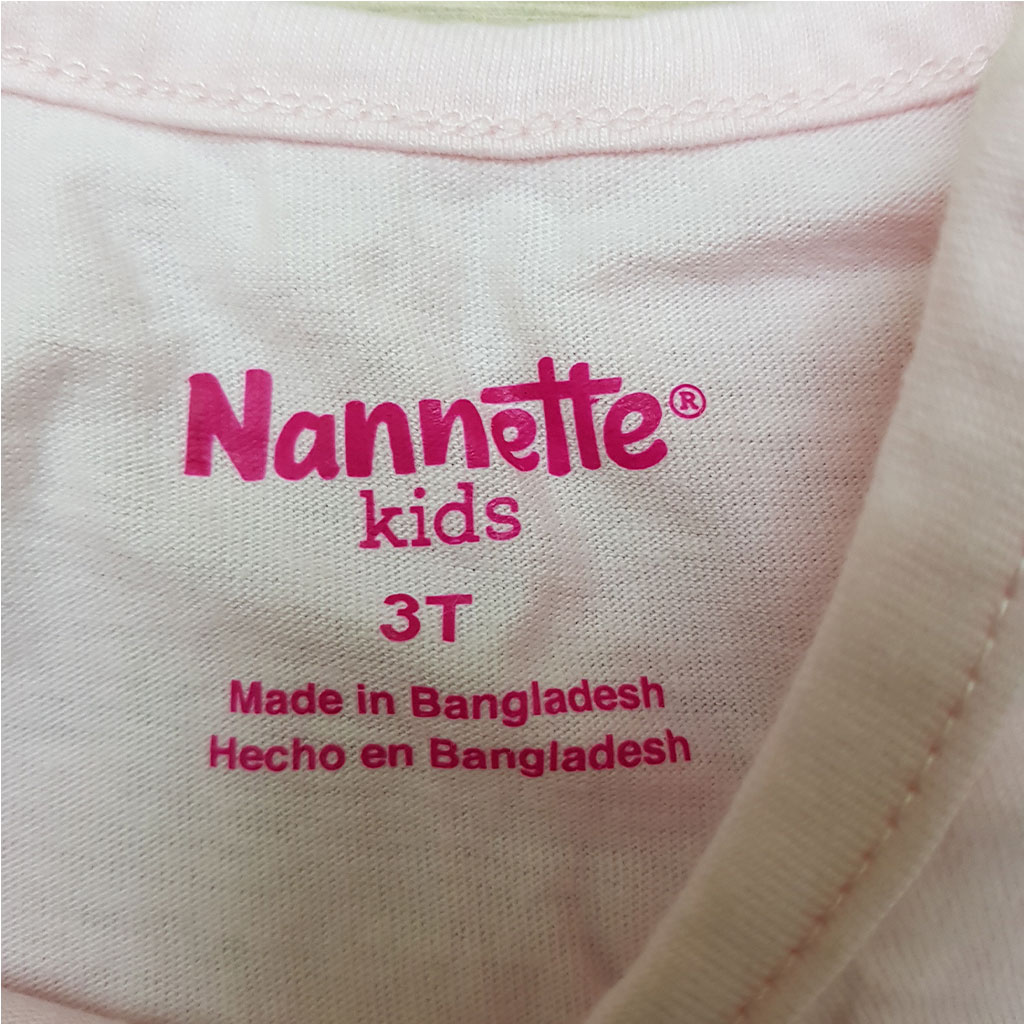 Nannette®
kids
3T
Made in Bangladesh
Hecho en Bangladesh